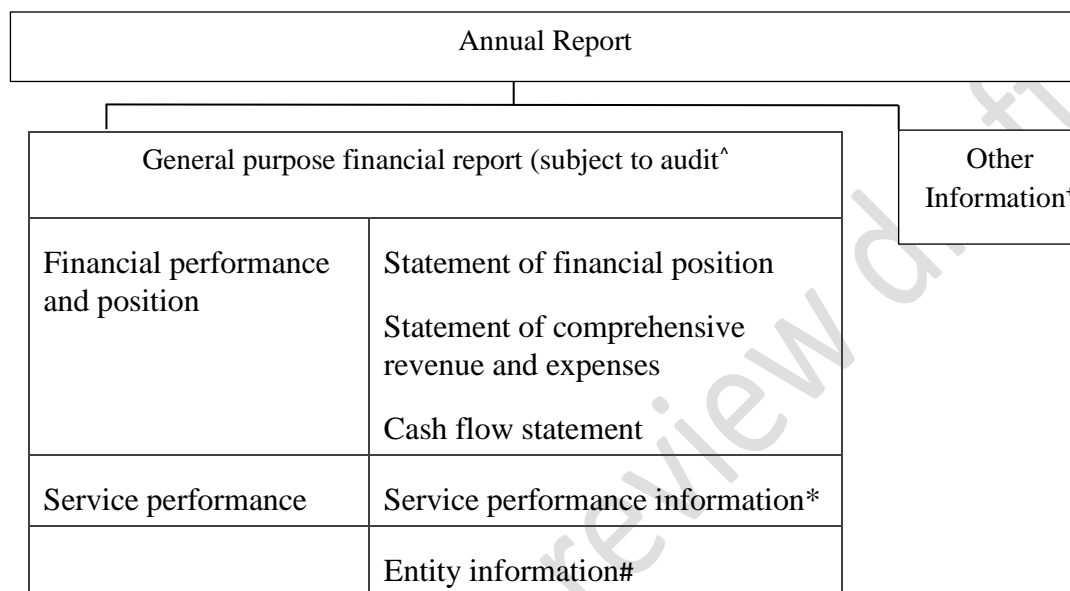 Annual Report
General purpose financial report (subject to audit^
Other
Information
Financial performance
and position
Statement of financial position
Statement of comprehensive
revenue and expenses
Cash flow statement
Service performance
Service performance information*
Entity information#
review